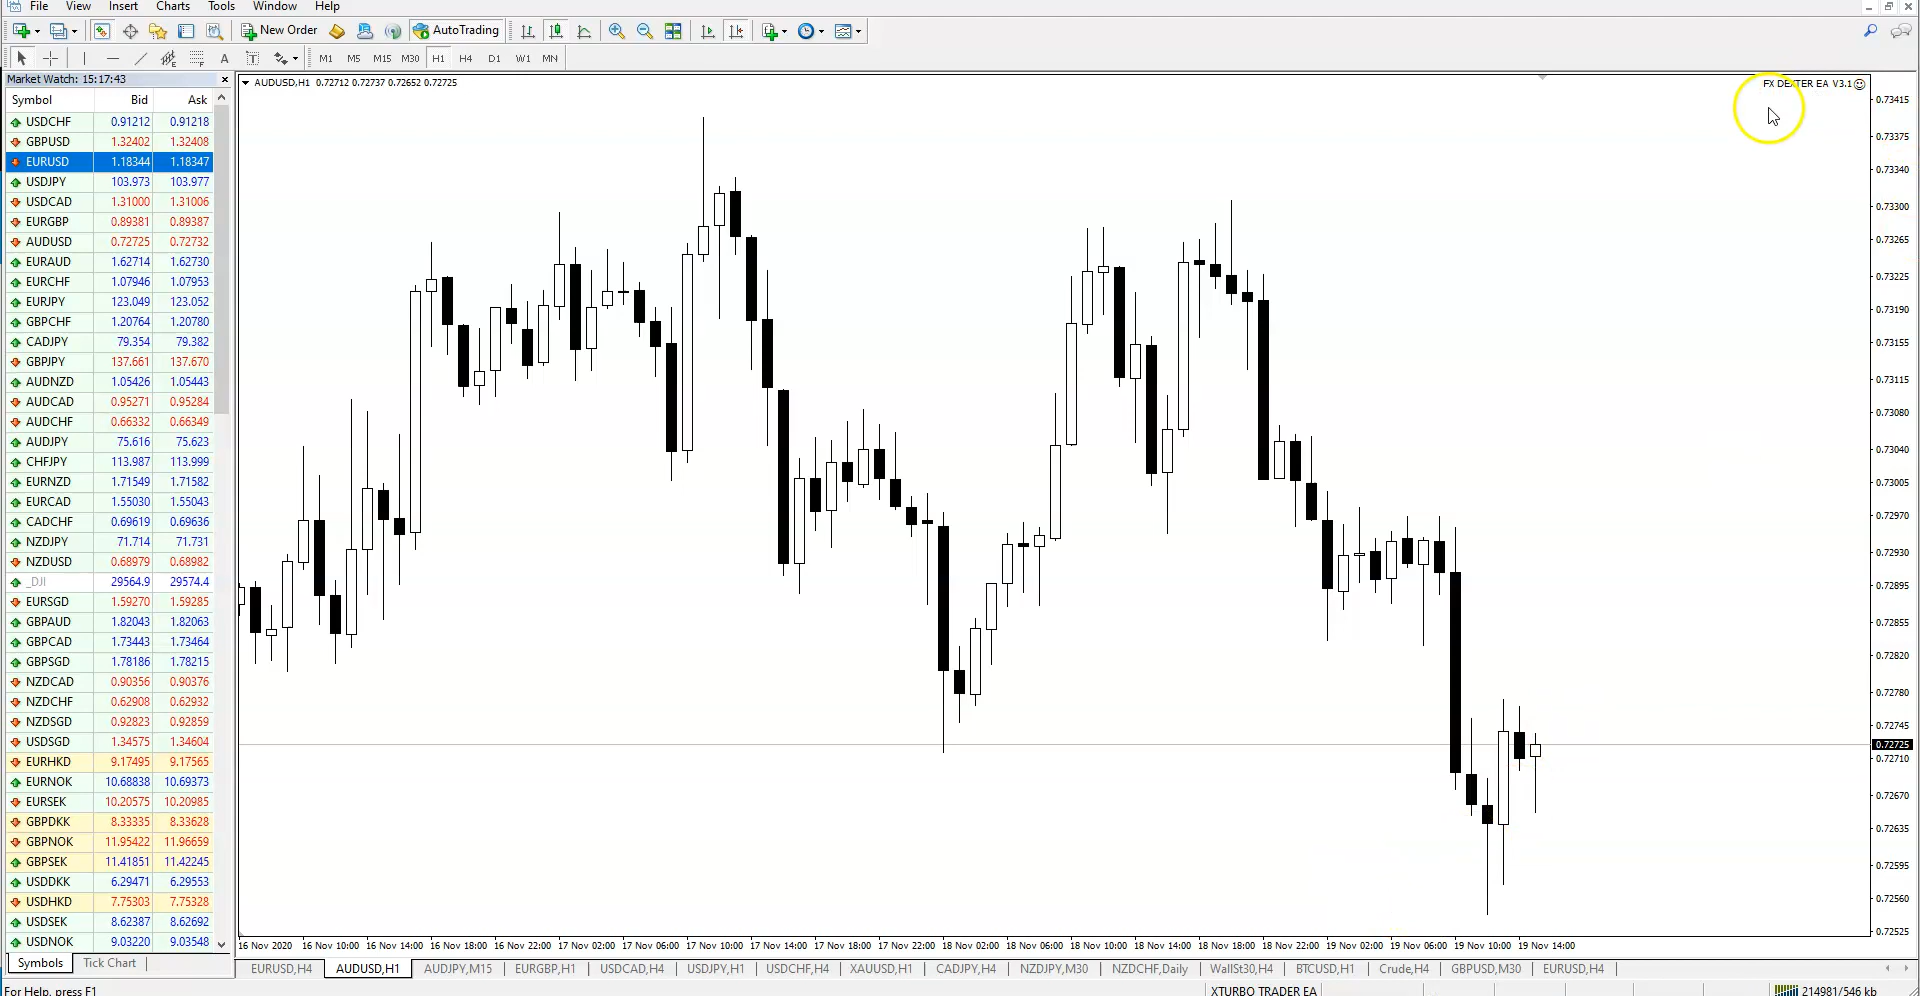 File View Insert Charts Tools Window Help
New Order AutoTrading
A T M1 M5 M15 M30 H1 H4 D1 W1 MN
Market Watch: 15:17:43
Symbol Bid Ask
USDCHF 0.91212 0.91218
GBPUSD 1.32402 1.32408
EURUSD 1.18344 1.18347
USDJPY 103.973 103.977
USDCAD 1.31000 1.31006
EURGBP 0.89381 0.89387
AUDUSD 0.72725 0.72732
EURAUD 1.62714 1.62730
EURCHF 1.07946 1.07953
EURJPY 123.049 123.052
GBPCHF 1.20764 1.20780
CADJPY 79.354 79.382
GBPJPY 137.661 137.670
AUDNZD 1.05426 1.05443
AUDCAD 0.95271 0.95284
AUDCHF 0.66332 0.66349
AUDJPY 75.616 75.623
CHFJPY 113.987 113.999
EURNZD 1.71549 1.71582
EURCAD 1.55030 1.55043
CADCHF 0.69619 0.69636
NZDJPY 71.714 71.731
NZDUSD 0.68979 0.68982
_DJI 29564.9 29574.4
EURSGD 1.59270 1.59285
GBPAUD 1.82043 1.82063
GBPCAD 1.73443 1.73464
GBPSGD 1.78186 1.78215
NZDCAD 0.90356 0.90376
NZDCHF 0.62908 0.62932
NZDSGD 0.92823 0.92859
USDSGD 1.34575 1.34604
EURHKD 9.17495 9.17565
EURNOK 10.68838 10.69373
EURSEK 10.20575 10.20985
GBPDKK 8.33335 8.33628
GBPNOK 11.95422 11.96659
GBPSEK 11.41851 11.42245
USDDKK 6.29471 6.29553
USDHKD 7.75303 7.75328
USDSEK 8.62387 8.62692
USDNOK 9.03220 9.03548
Symbols Tick Chart
AUDUSD,H1 0.72712 0.72737 0.72652 0.72725
FX DEXTER EA V3.1
0.73415
0.73375
0.73340
0.73300
0.73265
0.73225
0.73190
0.73155
0.73115
0.73080
0.73040
0.73005
0.72970
0.72930
0.72895
0.72855
0.72820
0.72780
0.72745
0.72725
0.72710
0.72670
0.72635
0.72595
0.72560
0.72525
16 Nov 2020 16 Nov 10:00 16 Nov 14:00 16 Nov 18:00 16 Nov 22:00 17 Nov 02:00 17 Nov 06:00 17 Nov 10:00 17 Nov 14:00 17 Nov 18:00 17 Nov 22:00 18 Nov 02:00 18 Nov 06:00 18 Nov 10:00 18 Nov 14:00 18 Nov 18:00 18 Nov 22:00 19 Nov 02:00 19 Nov 06:00 19 Nov 10:00 19 Nov 14:00
EURUSD,H4 AUDUSD,H1 AUDJPY,M15 EURGBP,H1 USDCAD,H4 USDJPY,H1 USDCHF,H4 XAUUSD,H1 CADJPY,H4 NZDJPY,M30 NZDCHF,Daily WallSt30,H4 BTCUSD,H1 Crude,H4 GBPUSD,M30 EURUSD,H4
For Help, press F1 XTURBO TRADER EA 214981/546 kb